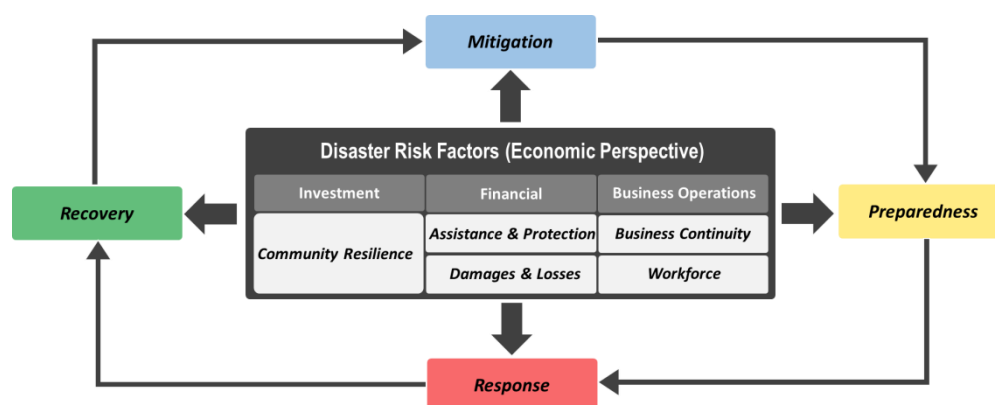 Mitigation
Disaster Risk Factors (Economic Perspective)
Investment
Financial
Business Operations
Recovery
Preparedness
Community Resilience
Assistance & Protection
Business Continuity
Damages & Losses
Workforce
Response